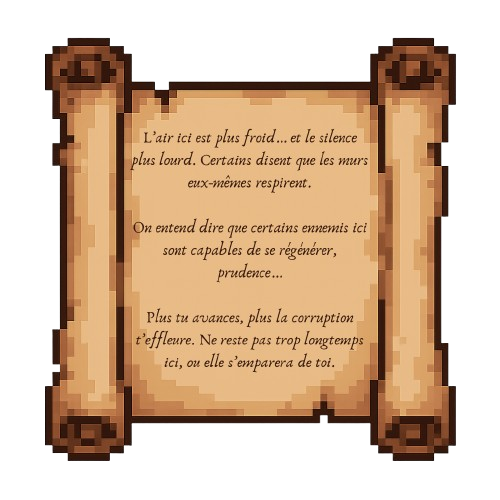 L'air ici est plus froid... et le silence
plus lourd. Certains disent que les murs
eux-mêmes respirent.
On entend dire que certains ennemis ici
sont capables de se régénérer,
prudence...
Plus tu avances, plus la corruption
t'effleure. Ne reste pas trop longtemps
ici, ou elle s'emparera de toi.